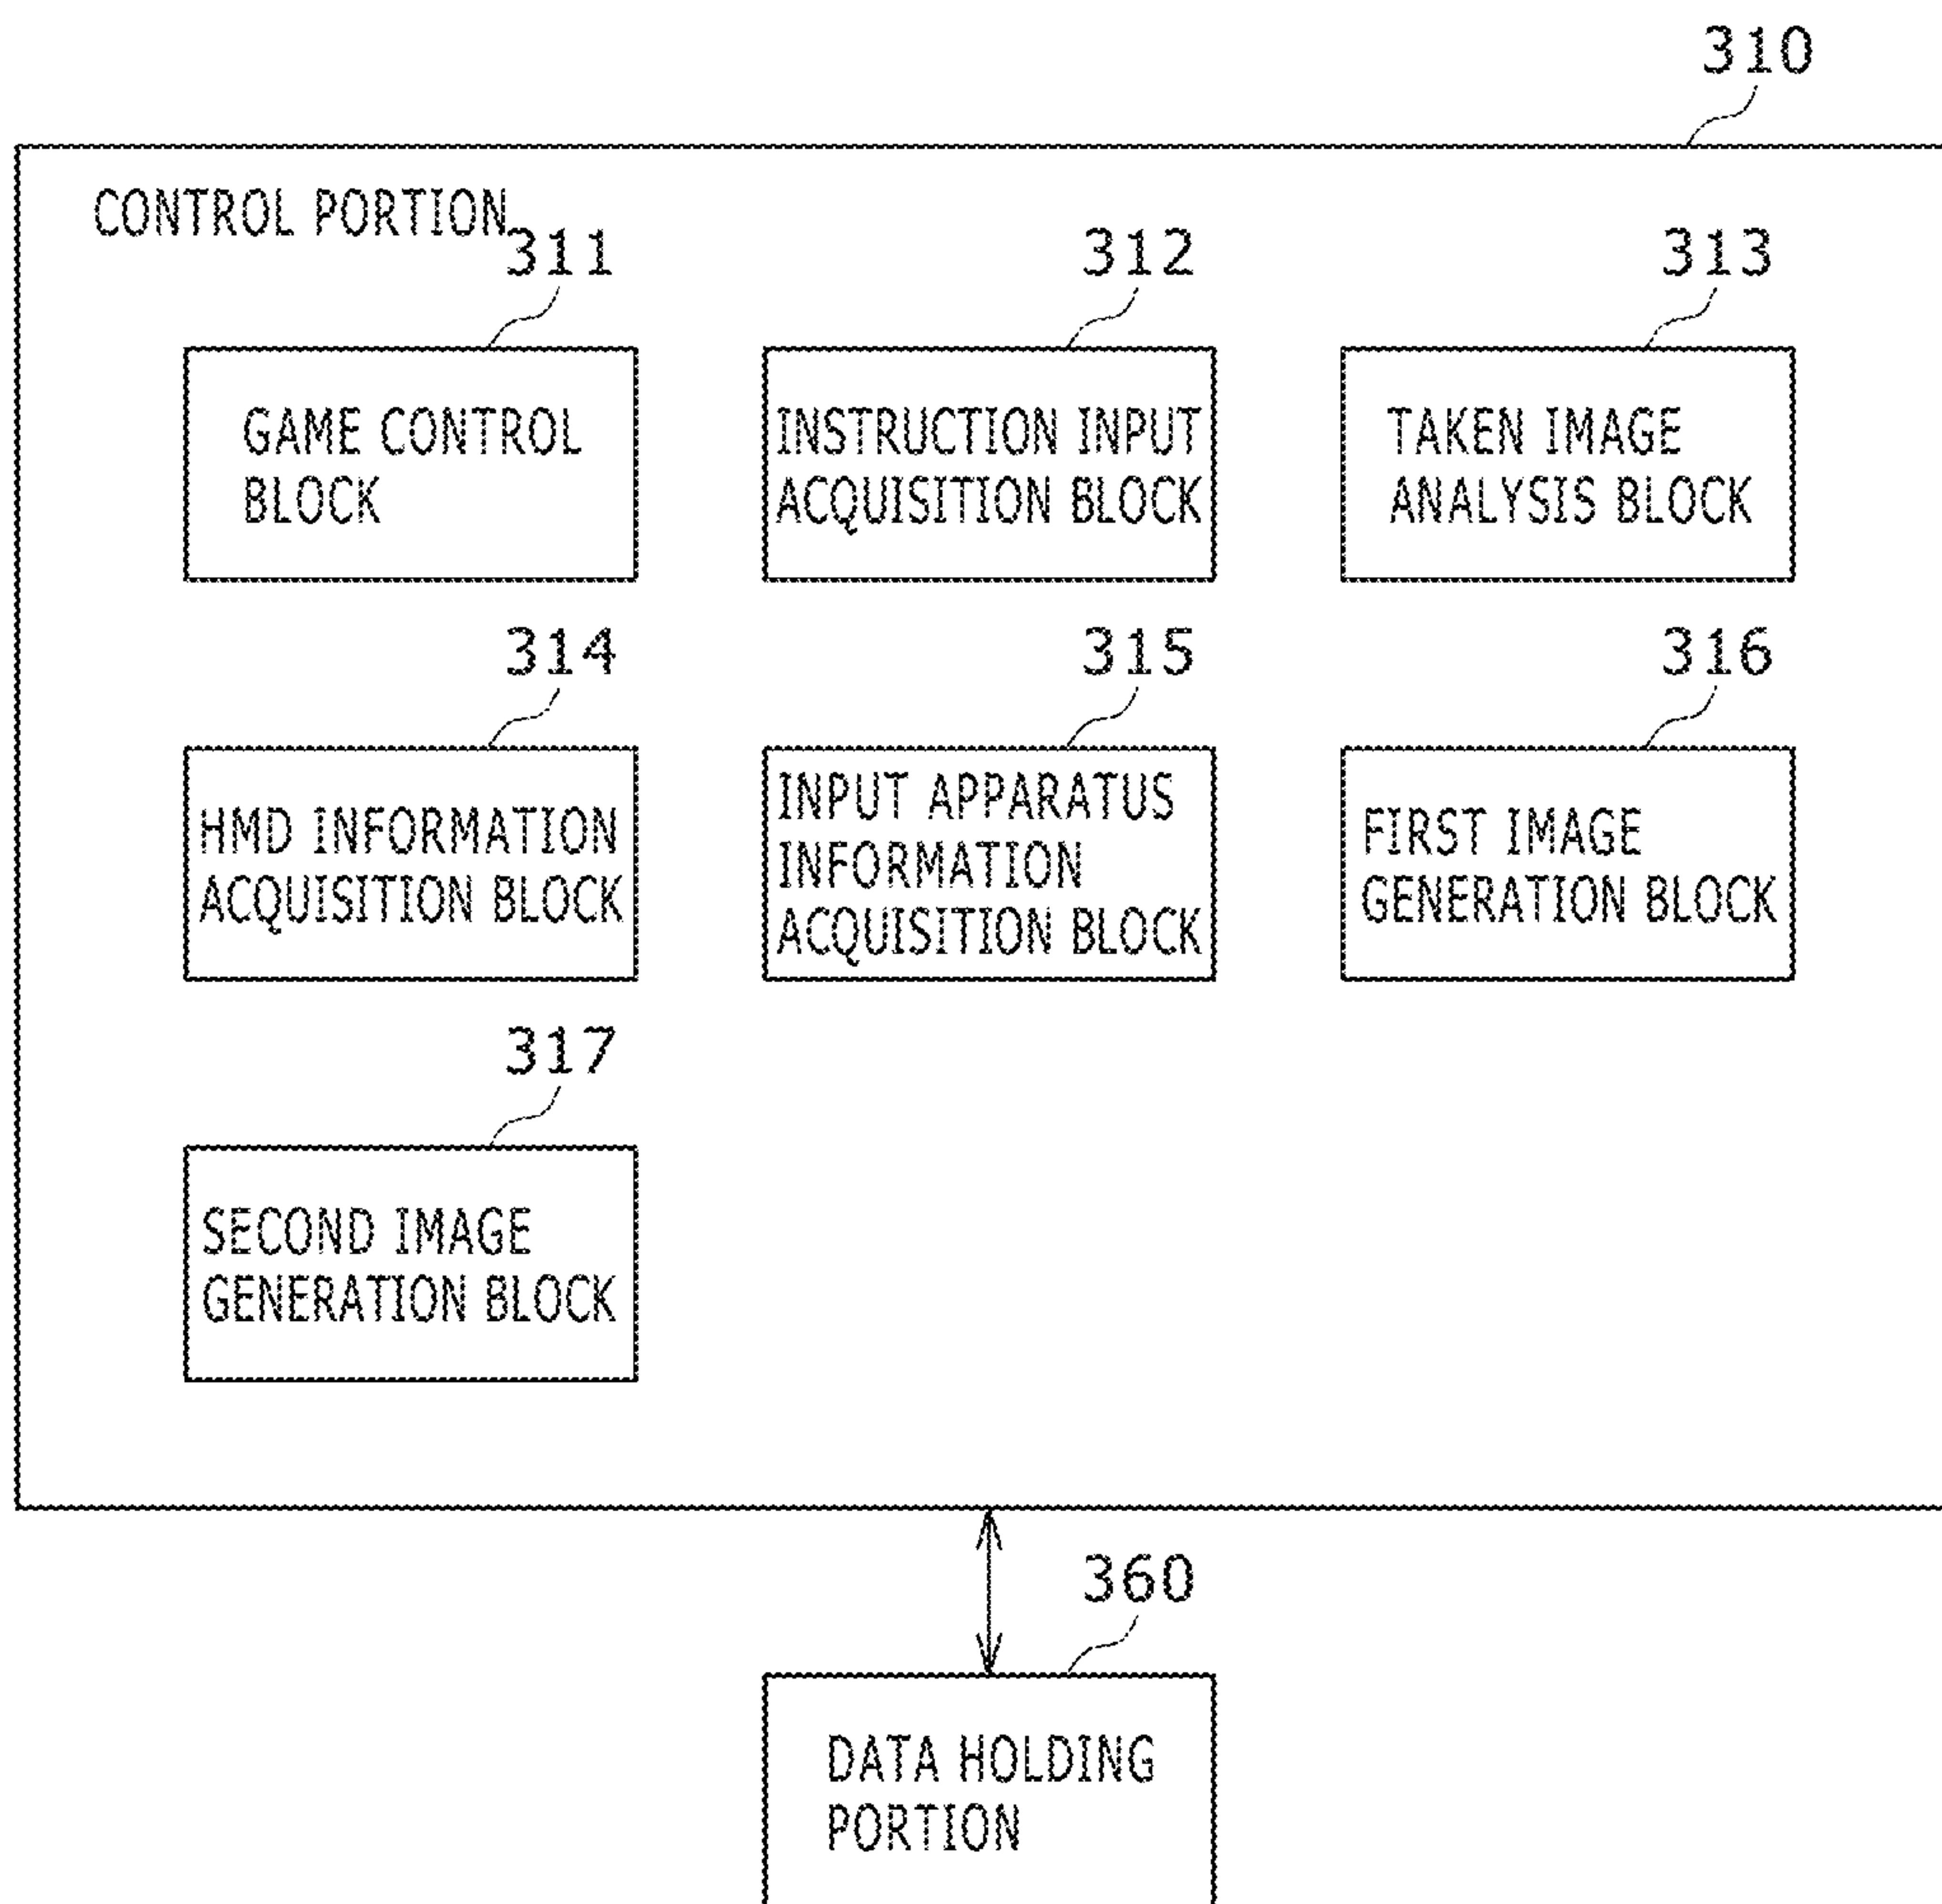 310
CONTROL PORTION
311
312
313
GAME CONTROL
BLOCK
INSTRUCTION INPUT
ACQUISITION BLOCK
TAKEN IMAGE
ANALYSIS BLOCK
314
315
316
HMD INFORMATION
ACQUISITION BLOCK
INPUT APPARATUS
INFORMATION
ACQUISITION BLOCK
FIRST IMAGE
GENERATION BLOCK
317
SECOND IMAGE
GENERATION BLOCK
360
DATA HOLDING
PORTION